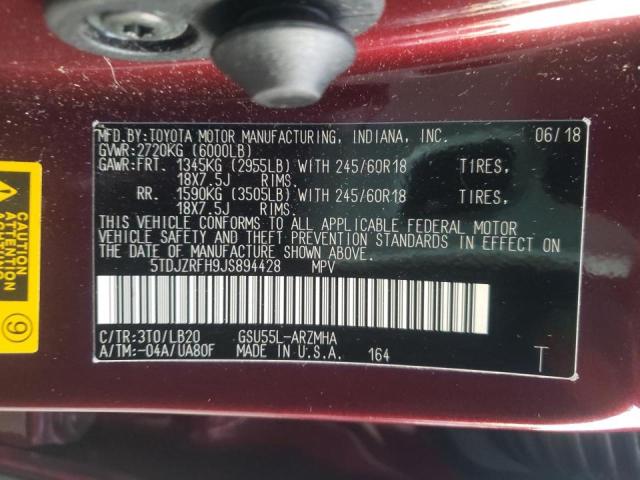 MFD.BY:TOYOTA MOTOR MANUFACTURING, INDIANA, INC. 06/18
GVWR:2720KG (6000LB)
GAWR:FRT. 1345KG (2955LB) WITH 245/60R18 TIRES,
18X7.5J RIMS.
RR. 1590KG (3505LB) WITH 245/60R18 TIRES,
18X7.5J RIMS.
THIS VEHICLE CONFORMS TO ALL APPLICABLE FEDERAL MOTOR
VEHICLE SAFETY AND THEFT PREVENTION STANDARDS IN EFFECT ON
THE DATE OF MANUFACTURE SHOWN ABOVE.
5TDJZRFH9JS894428 MPV
C/TR:3T0/LB20 GSU55L-ARZMHA
A/TM:-04A/UA80F MADE IN U.S.A. 164 T
ATTENTION
9